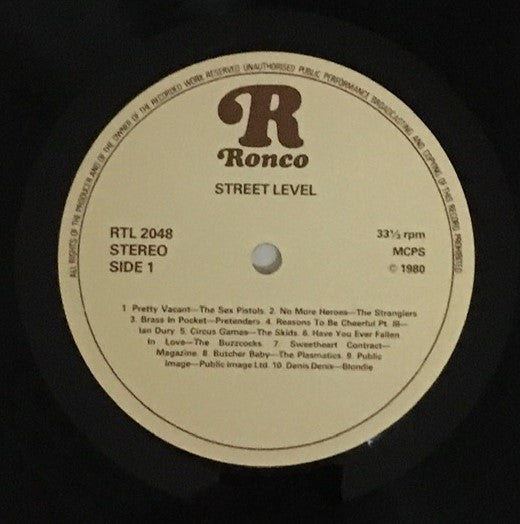 ALL RIGHTS OF THE PRODUCER AND OF THE OWNER OF THE RECORDED WORK RESERVED UNAUTHORISED PUBLIC PERFORMANCE BROADCASTING AND COPYING OF THIS RECORD PROHIBITED
R
Ronco
STREET LEVEL
RTL 2048
STEREO
SIDE 1
33⅓ rpm
MCPS
© 1980
1 Pretty Vacant—The Sex Pistols. 2. No More Heroes—The Stranglers
3. Brass In Pocket—Pretenders. 4. Reasons To Be Cheerful Pt. III—
Ian Dury. 5. Circus Games—The Skids. 6. Have You Ever Fallen
In Love—The Buzzcocks. 7. Sweetheart Contract—
Magazine. 8. Butcher Baby—The Plasmatics. 9. Public
Image—Public Image Ltd. 10. Denis Denis—Blondie